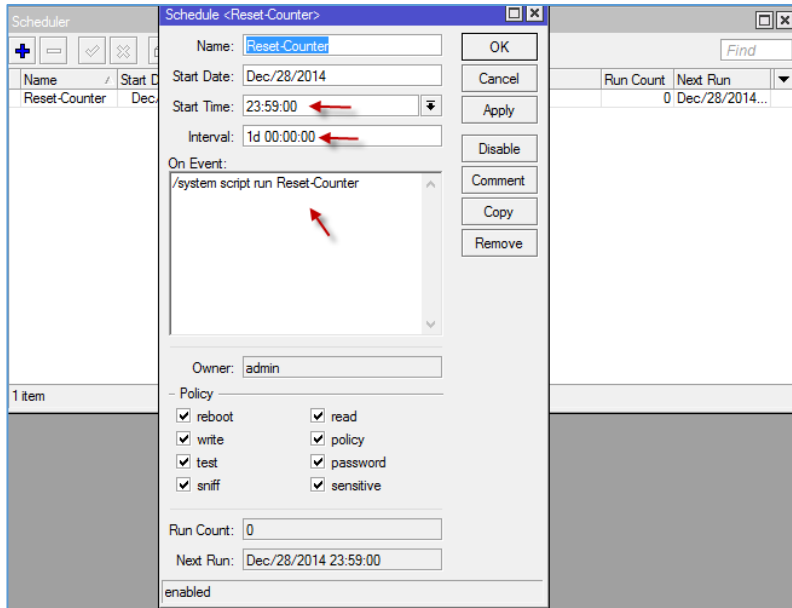 Scheduler
Find
Name
Start D
Run Count
Next Run
Reset-Counter
Dec/
0
Dec/28/2014...
1 item
Schedule <Reset-Counter>
Name: Reset-Counter
Start Date: Dec/28/2014
Start Time: 23:59:00
Interval: 1d 00:00:00
On Event:
/system script run Reset-Counter
Owner: admin
Policy
reboot
read
write
policy
test
password
sniff
sensitive
Run Count: 0
Next Run: Dec/28/2014 23:59:00
enabled
OK
Cancel
Apply
Disable
Comment
Copy
Remove